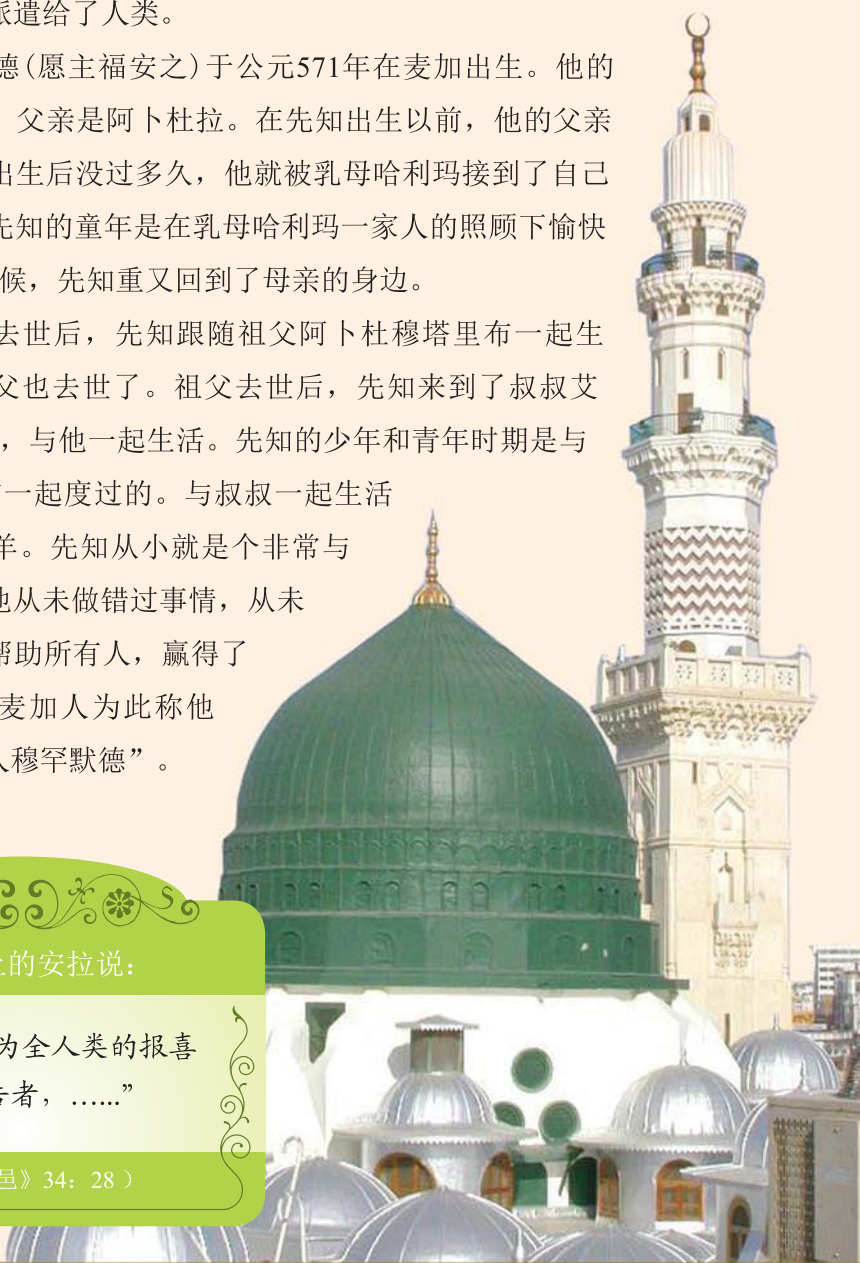 派遣给了人类。
德(愿主福安之)于公元571年在麦加出生。他的
父亲是阿卜杜拉。在先知出生以前，他的父亲
出生后没过多久，他就被乳母哈利玛接到了自己
先知的童年是在乳母哈利玛一家人的照顾下愉快
候，先知重又回到了母亲的身边。
去世后，先知跟随祖父阿卜杜穆塔里布一起生
父也去世了。祖父去世后，先知来到了叔叔艾
，与他一起生活。先知的少年和青年时期是与
一起度过的。与叔叔一起生活
羊。先知从小就是个非常与
他从未做错过事情，从未
帮助所有人，赢得了
麦加人为此称他
人穆罕默德”。
上的安拉说：
为全人类的报喜
告者，……”
邑》34：28 ）